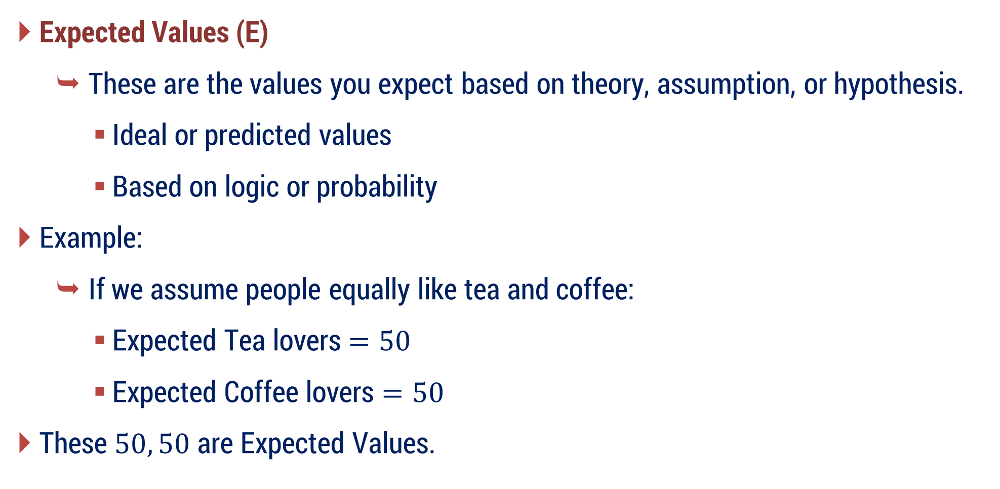 Expected Values (E)
These are the values you expect based on theory, assumption, or hypothesis.
Ideal or predicted values
Based on logic or probability
Example:
If we assume people equally like tea and coffee:
Expected Tea lovers = 50
Expected Coffee lovers = 50
These 50, 50 are Expected Values.